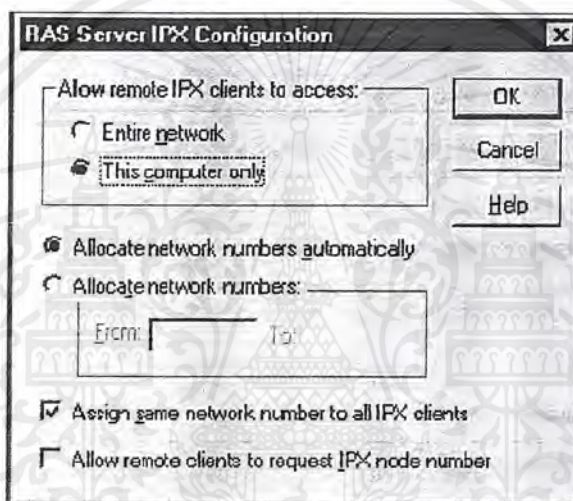 RAS Server IPX Configuration
Allow remote IPX clients to access:
OK
Entire network
Cancel
This computer only
Help
Allocate network numbers automatically
Allocate network numbers:
From:
To:
Assign same network number to all IPX clients
Allow remote clients to request IPX node number